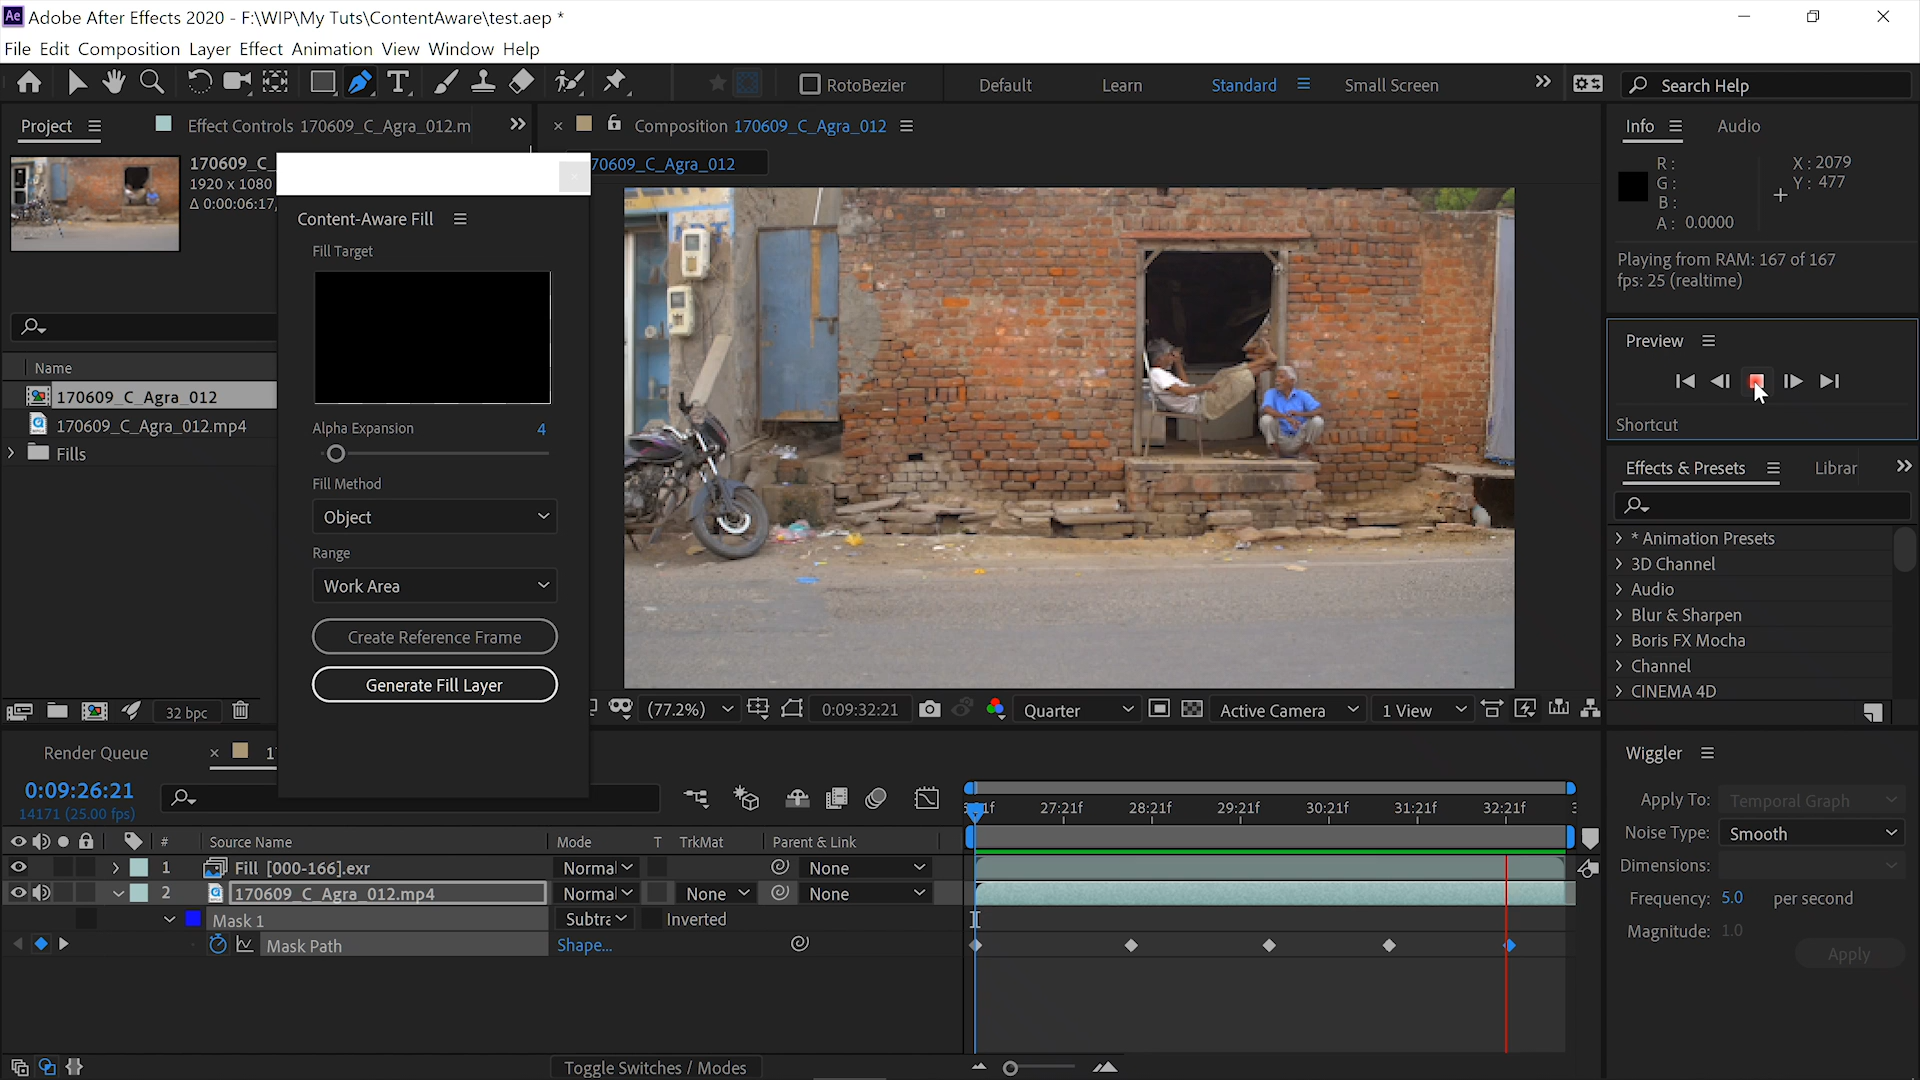 Ae Adobe After Effects 2020 - F:\WIP\My Tuts\ContentAware\test.aep *
File Edit Composition Layer Effect Animation View Window Help
T RotoBezier Default Learn Standard Small Screen Search Help
Project Effect Controls 170609_C_Agra_012.m
Composition 170609_C_Agra_012
Info Audio
170609_C_
1920 x 1080
Δ 0:00:06:17,
70609_C_Agra_012
R:
G:
B:
A: 0.0000
X: 2079
Y: 477
Playing from RAM: 167 of 167
fps: 25 (realtime)
Content-Aware Fill
Fill Target
Alpha Expansion 4
Fill Method
Object
Range
Work Area
Create Reference Frame
Generate Fill Layer
Preview
Shortcut
Name
170609_C_Agra_012
170609_C_Agra_012.mp4
Fills
Effects & Presets Librar
* Animation Presets
3D Channel
Audio
Blur & Sharpen
Boris FX Mocha
Channel
CINEMA 4D
32 bpc
(77.2%) 0:09:32:21 Quarter Active Camera 1 View
Render Queue 1
0:09:26:21
14171 (25.00 fps)
27:21f 28:21f 29:21f 30:21f 31:21f 32:21f
# Source Name Mode T TrkMat Parent & Link
1 Fill [000-166].exr Normal None
2 170609_C_Agra_012.mp4 Normal None None
Mask 1 Subtra Inverted
Mask Path Shape...
Toggle Switches / Modes
Wiggler
Apply To: Temporal Graph
Noise Type: Smooth
Dimensions:
Frequency: 5.0 per second
Magnitude: 1.0
Apply